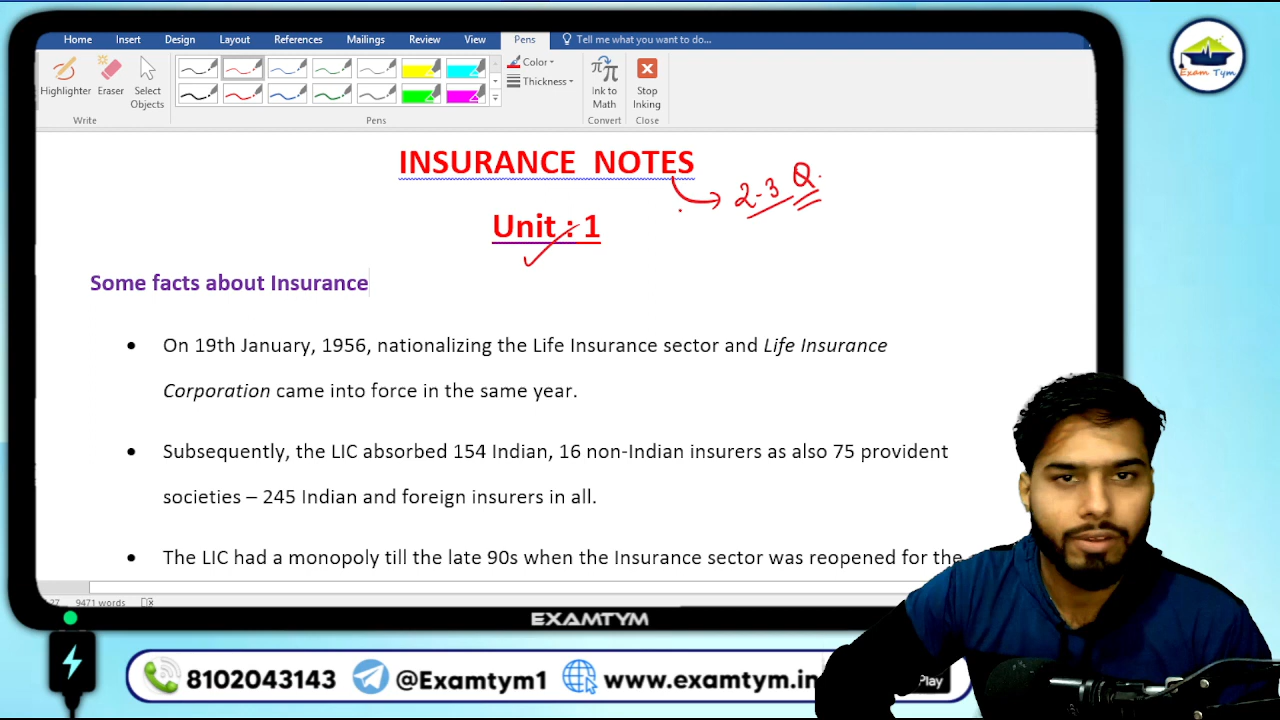 Home Insert Design Layout References Mailings Review View Pens Tell me what you want to do...
Highlighter Eraser Select Objects
Color
Thickness
Ink to Math
Stop Inking
Write Pens Convert Close
Exam Tym
INSURANCE NOTES
2-3 Q.
Unit : 1
Some facts about Insurance
• On 19th January, 1956, nationalizing the Life Insurance sector and Life Insurance
Corporation came into force in the same year.
• Subsequently, the LIC absorbed 154 Indian, 16 non-Indian insurers as also 75 provident
societies – 245 Indian and foreign insurers in all.
• The LIC had a monopoly till the late 90s when the Insurance sector was reopened for the
9471 words
EXAMTYM
8102043143 @Examtym1 www.examtym.in Play